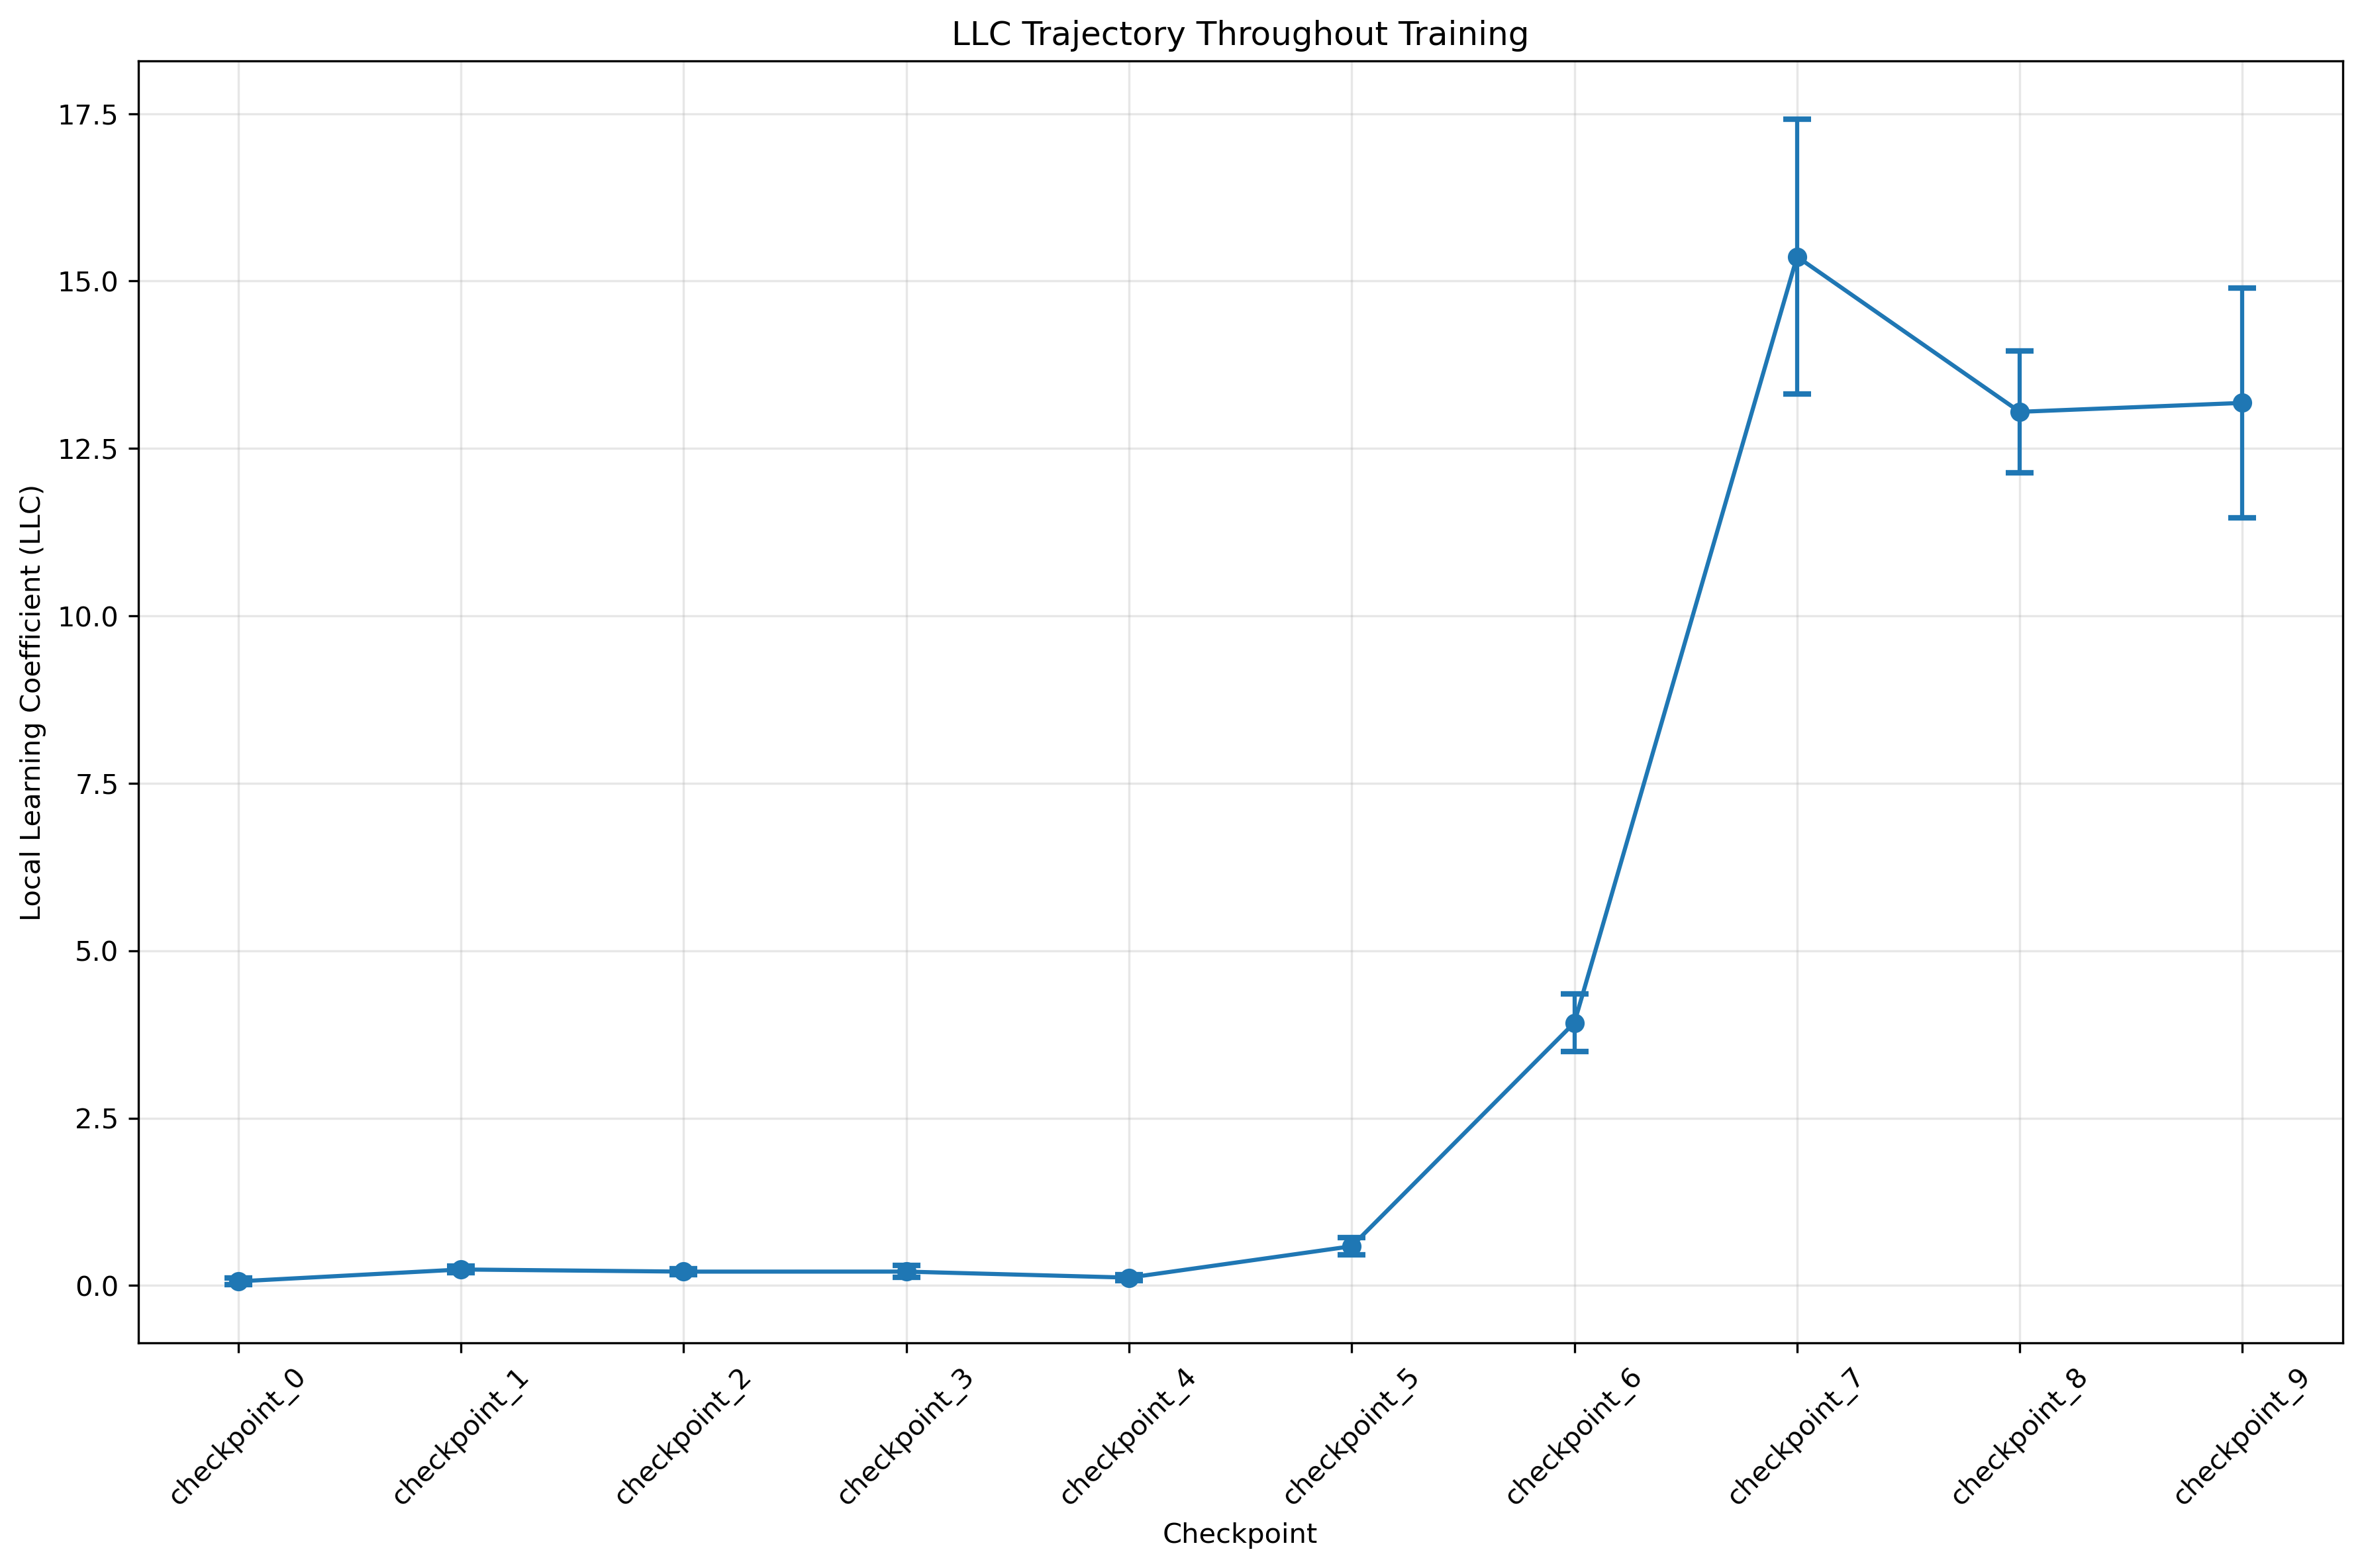 LLC Trajectory Throughout Training
Local Learning Coefficient (LLC)
17.5
15.0
12.5
10.0
7.5
5.0
2.5
0.0
checkpoint_0
checkpoint_1
checkpoint_2
checkpoint_3
checkpoint_4
checkpoint_5
checkpoint_6
checkpoint_7
checkpoint_8
checkpoint_9
Checkpoint